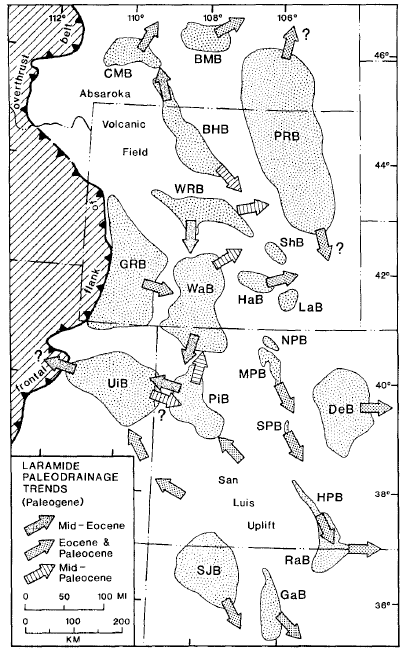 112° 110° 108° 106°
46°
44°
42°
40°
38°
36°
overthrust belt
flank of
frontal
CMB
BMB
Absaroka
Volcanic
Field
BHB
PRB
WRB
ShB
GRB
WaB
HaB
LaB
NPB
MPB
UiB
PiB
DeB
SPB
San
Luis
Uplift
HPB
RaB
SJB
GaB
?
?
?
?
LARAMIDE
PALEODRAINAGE
TRENDS
(Paleogene)
Mid-Eocene
Eocene &
Paleocene
Mid-
Paleocene
0 50 100 MI
0 100 200
KM